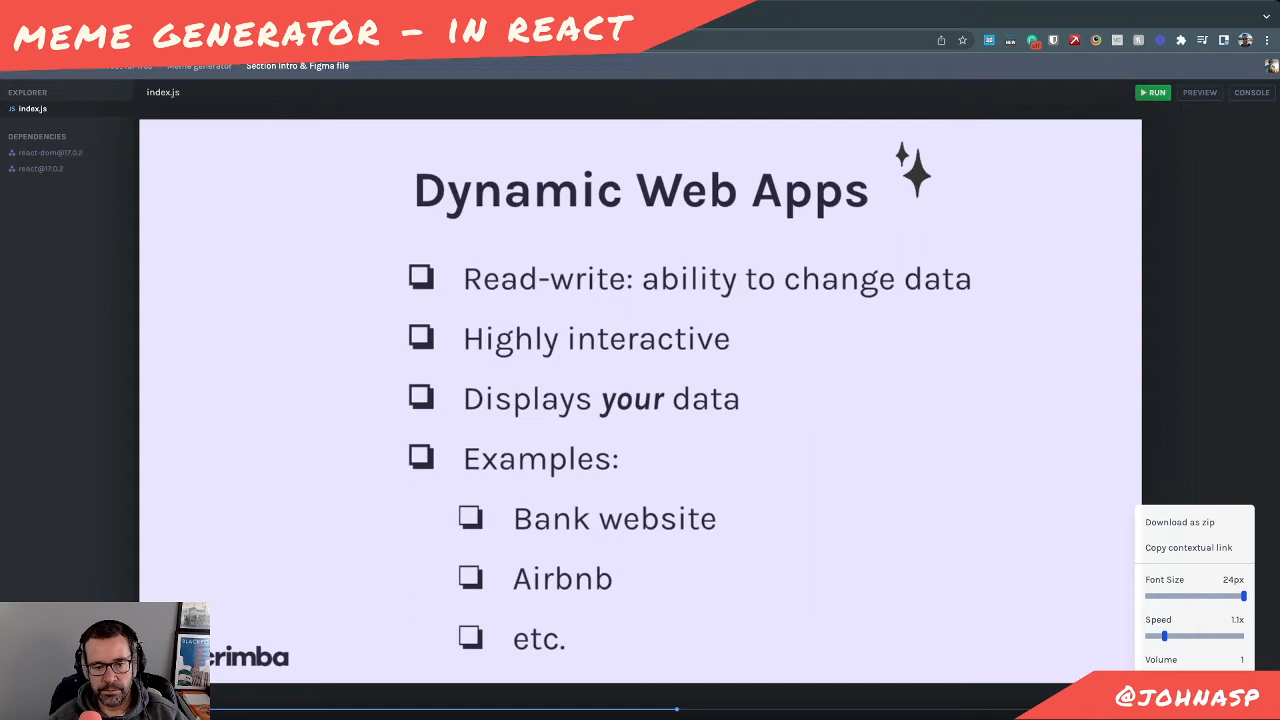 MEME GENERATOR - IN REACT
Meme generator
Section Intro & Figma file
EXPLORER
index.js
RUN
PREVIEW
CONSOLE
JS index.js
DEPENDENCIES
react-dom@17.0.2
react@17.0.2
Dynamic Web Apps
Read-write: ability to change data
Highly interactive
Displays your data
Examples:
Bank website
Airbnb
etc.
crimba
Download as zip
Copy contextual link
Font Size 24px
Speed 1.1x
Volume 1
@JOHNASP